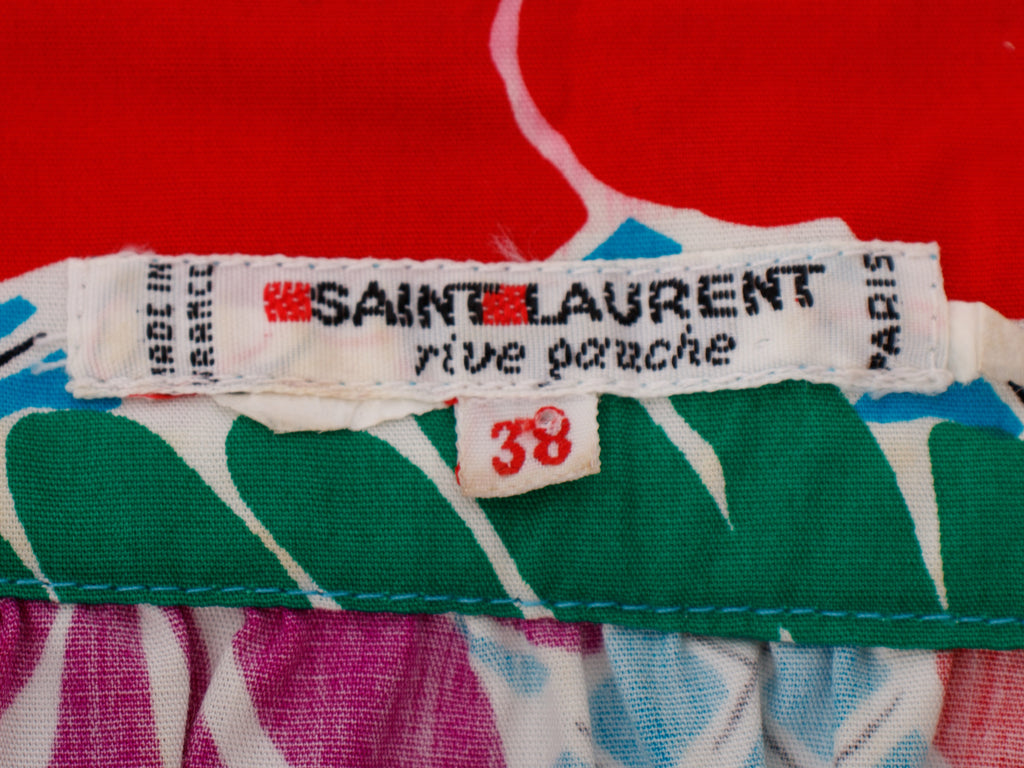 MADE IN
FRANCE
SAINT LAURENT
rive gauche
PARIS
38